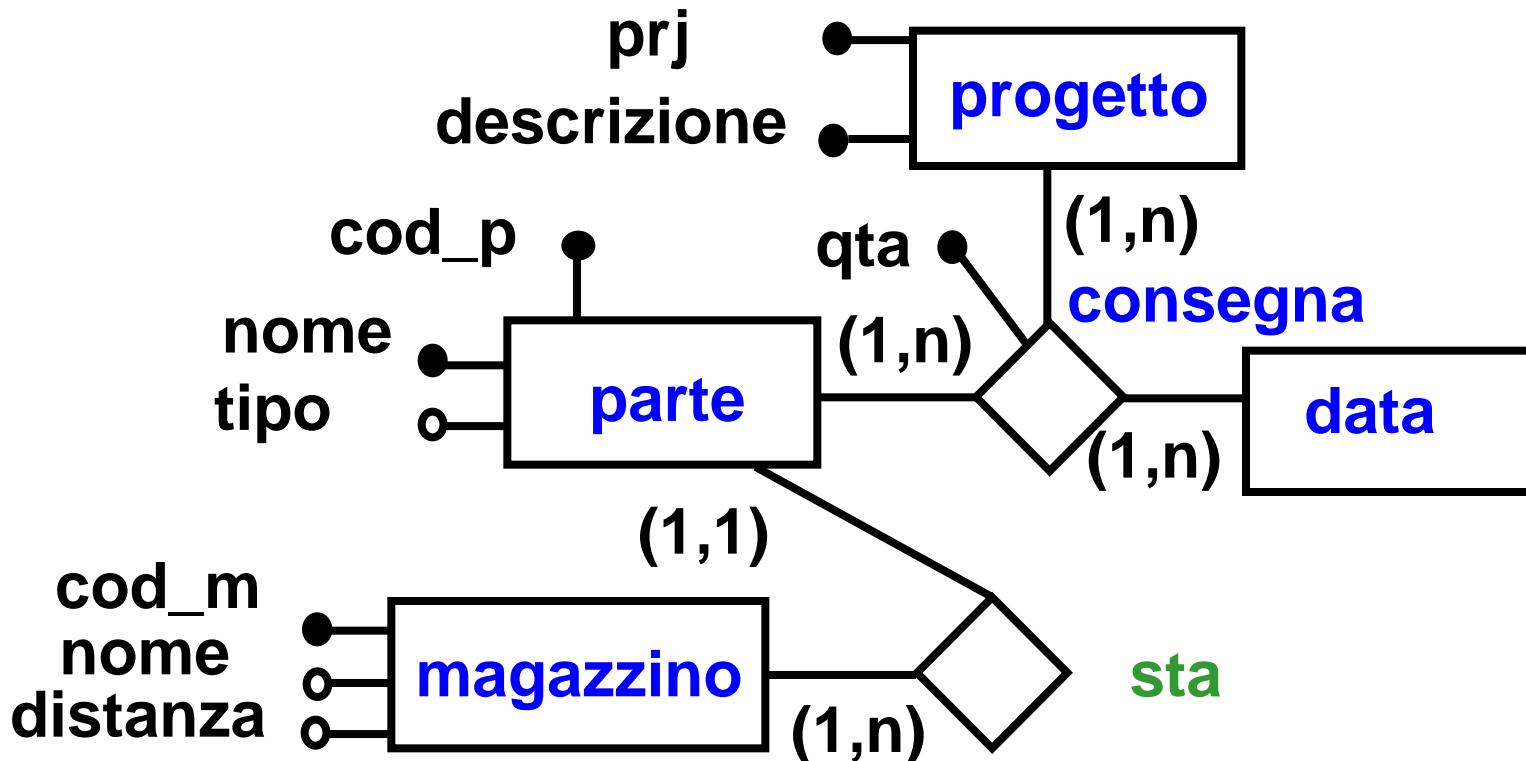 prj
progetto
descrizione
(1,n)
cod_p
qta
consegna
nome
(1,n)
tipo
parte
data
(1,n)
(1,1)
cod_m
nome
magazzino
sta
distanza
(1,n)